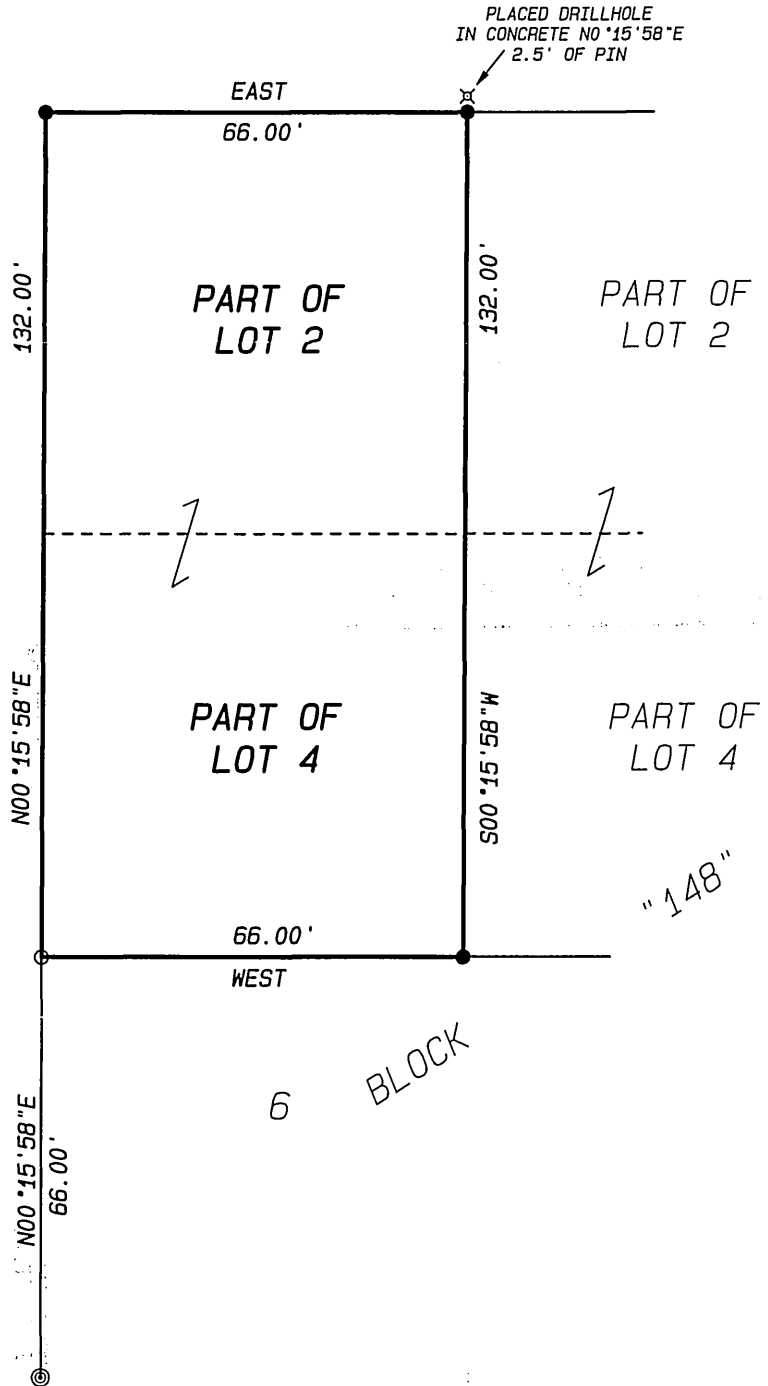 PLACED DRILLHOLE
IN CONCRETE N0°15'58"E
2.5' OF PIN
EAST
66.00'
132.00'
132.00'
PART OF
LOT 2
PART OF
LOT 2
N00°15'58"E
S00°15'58"W
PART OF
LOT 4
PART OF
LOT 4
"148"
66.00'
WEST
BLOCK
6
N00°15'58"E
66.00'